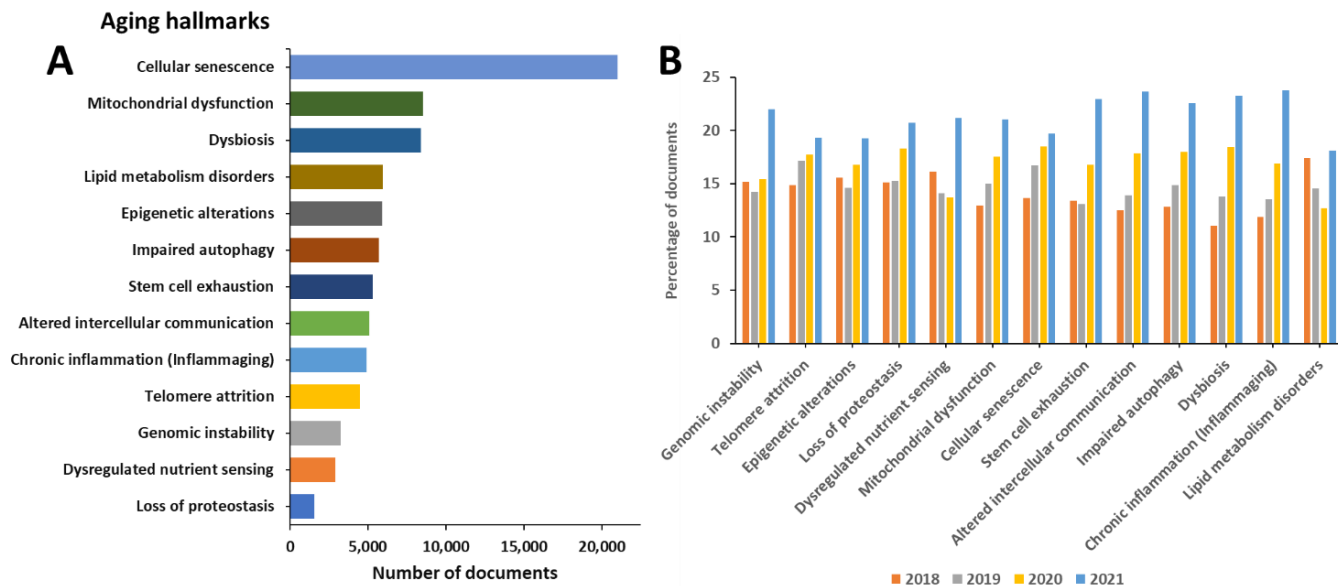 Aging hallmarks
A
Cellular senescence
Mitochondrial dysfunction
Dysbiosis
Lipid metabolism disorders
Epigenetic alterations
Impaired autophagy
Stem cell exhaustion
Altered intercellular communication
Chronic inflammation (Inflammaging)
Telomere attrition
Genomic instability
Dysregulated nutrient sensing
Loss of proteostasis
0 5,000 10,000 15,000 20,000
Number of documents
B
Percentage of documents
25
20
15
10
5
0
Genomic instability
Telomere attrition
Epigenetic alterations
Loss of proteostasis
Dysregulated nutrient sensing
Mitochondrial dysfunction
Cellular senescence
Stem cell exhaustion
Altered intercellular communication
Impaired autophagy
Dysbiosis
Chronic inflammation (Inflammaging)
Lipid metabolism disorders
2018 2019 2020 2021